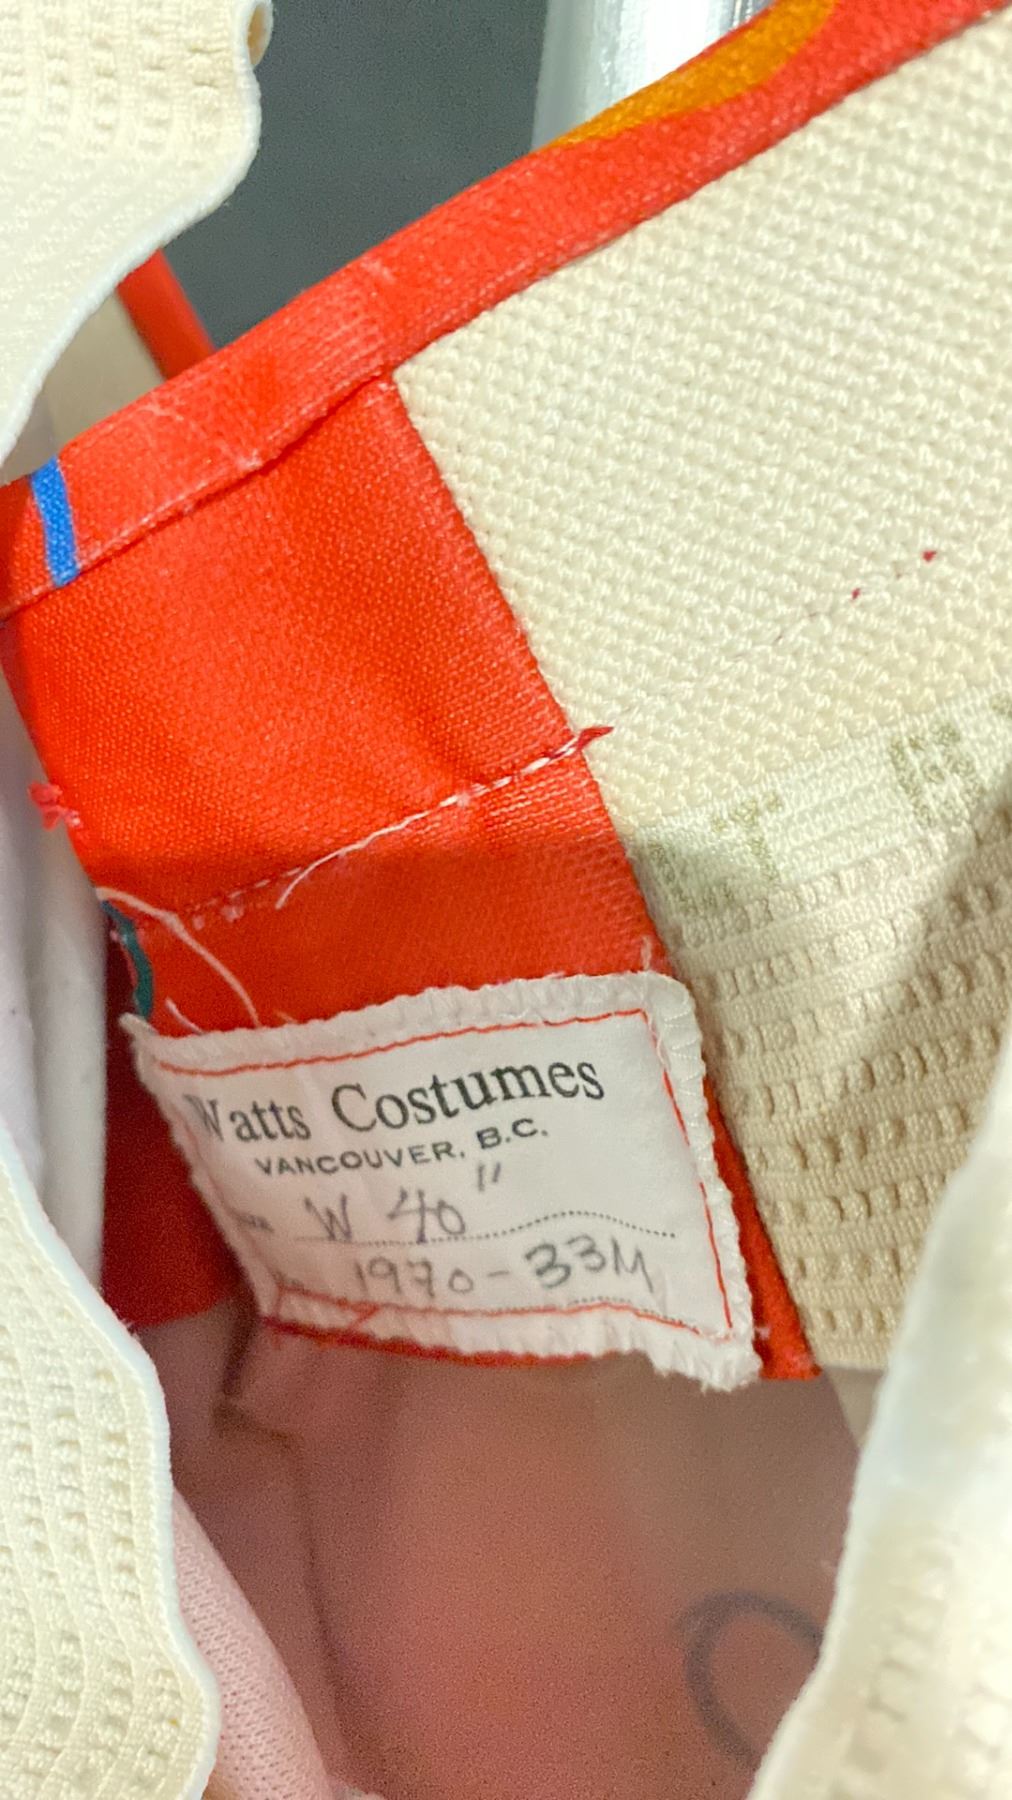 Watts Costumes
VANCOUVER, B.C.
W 40"
1970-33M